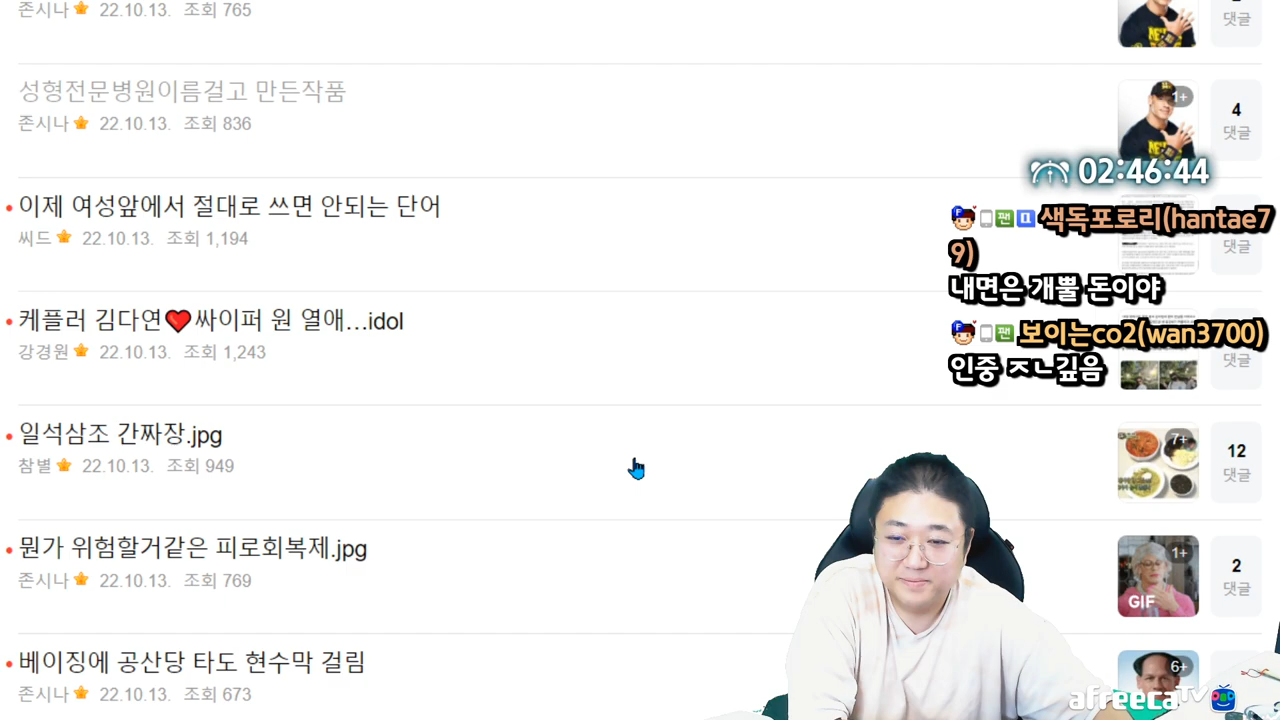 존시나 22.10.13. 조회 765
댓글
성형전문병원이름걸고 만든작품
존시나 22.10.13. 조회 836
1+
4
댓글
02:46:44
이제 여성앞에서 절대로 쓰면 안되는 단어
씨드 22.10.13. 조회 1,194
댓글
F 팬 α 색독포로리(hantae7
9)
내면은 개뿔 돈이야
케플러 김다연❤️싸이퍼 원 열애...idol
강경원 22.10.13. 조회 1,243
댓글
F 팬 보이는co2(wan3700)
인중 ㅈㄴ깊음
일석삼조 간짜장.jpg
참별 22.10.13. 조회 949
7+
12
댓글
뭔가 위험할거같은 피로회복제.jpg
존시나 22.10.13. 조회 769
1+
GIF
2
댓글
베이징에 공산당 타도 현수막 걸림
존시나 22.10.13. 조회 673
6+
afreecaTV